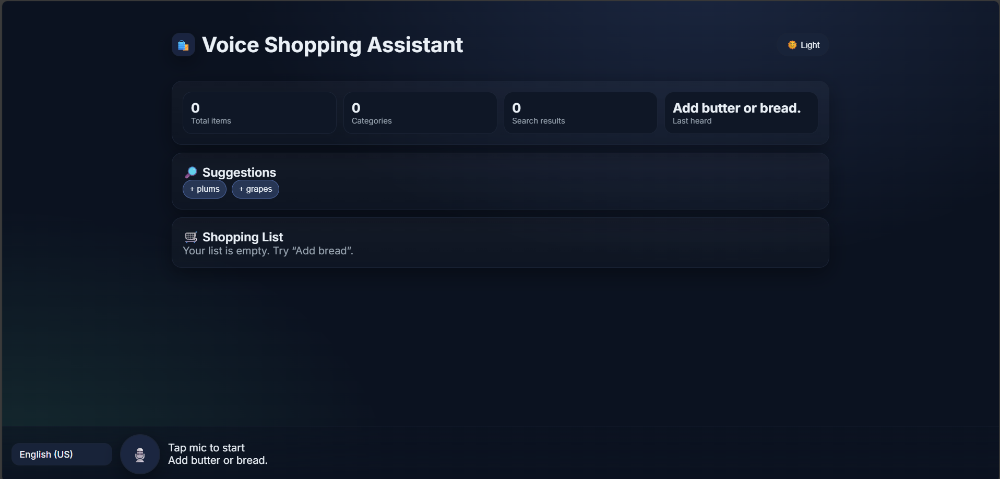 Voice Shopping Assistant
Light
0
Total items
0
Categories
0
Search results
Add butter or bread.
Last heard
Suggestions
+ plums
+ grapes
Shopping List
Your list is empty. Try “Add bread”.
English (US)
Tap mic to start
Add butter or bread.